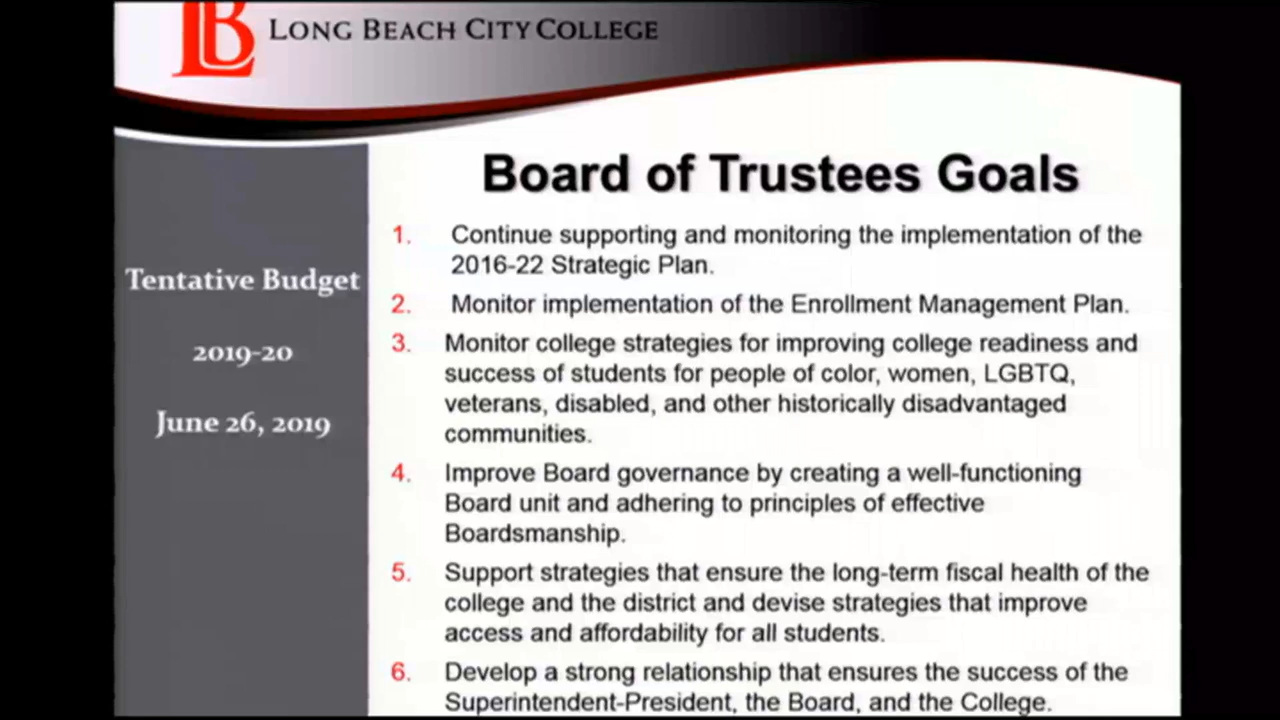 LB LONG BEACH CITY COLLEGE
Board of Trustees Goals
Tentative Budget
2019-20
June 26, 2019
1. Continue supporting and monitoring the implementation of the
2016-22 Strategic Plan.
2. Monitor implementation of the Enrollment Management Plan.
3. Monitor college strategies for improving college readiness and
success of students for people of color, women, LGBTQ,
veterans, disabled, and other historically disadvantaged
communities.
4. Improve Board governance by creating a well-functioning
Board unit and adhering to principles of effective
Boardsmanship.
5. Support strategies that ensure the long-term fiscal health of the
college and the district and devise strategies that improve
access and affordability for all students.
6. Develop a strong relationship that ensures the success of the
Superintendent-President, the Board, and the College.